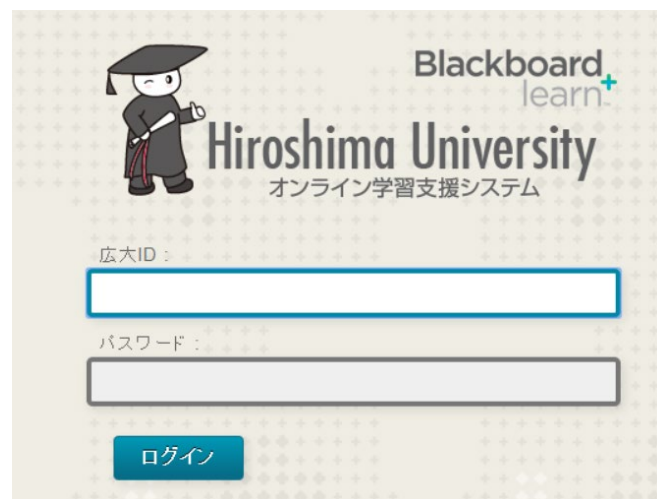 Blackboard
learn+
Hiroshima University
オンライン学習支援システム
広大ID :
パスワード :
ログイン